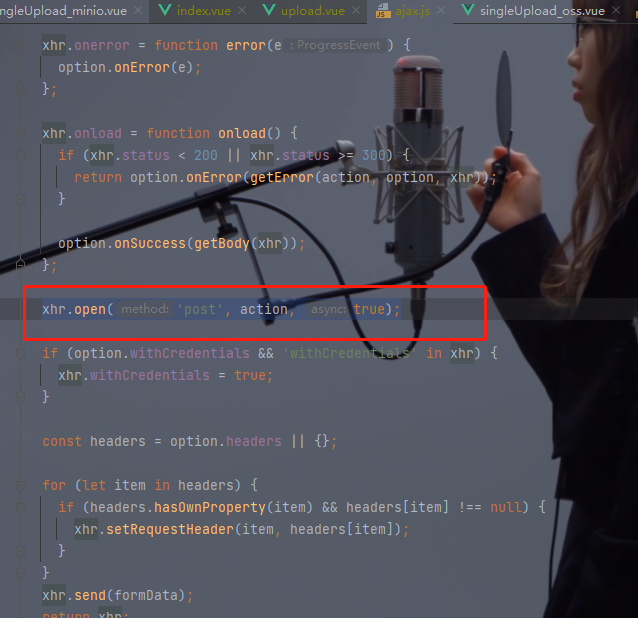 ngleUpload_minio.vue × index.vue × upload.vue × ajax.js × singleUpload_oss.vue ×
xhr.onerror = function error(e : ProgressEvent ) {
option.onError(e);
};
xhr.onload = function onload() {
if (xhr.status < 200 || xhr.status >= 300) {
return option.onError(getError(action, option, xhr));
}
option.onSuccess(getBody(xhr));
};
xhr.open( method: 'post', action, async: true);
if (option.withCredentials && 'withCredentials' in xhr) {
xhr.withCredentials = true;
}
const headers = option.headers || {};
for (let item in headers) {
if (headers.hasOwnProperty(item) && headers[item] !== null) {
xhr.setRequestHeader(item, headers[item]);
}
}
xhr.send(formData);
return xhr;